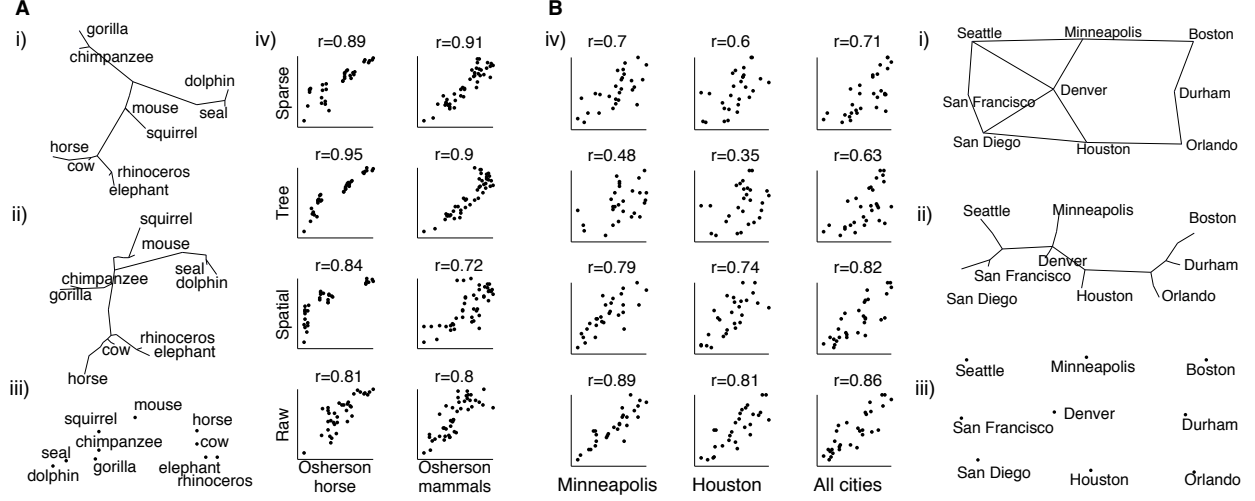 A
B
i)
gorilla
chimpanzee
dolphin
mouse
seal
squirrel
horse
cow
rhinoceros
elephant
ii)
squirrel
mouse
chimpanzee
seal
dolphin
gorilla
rhinoceros
cow
elephant
horse
iii)
mouse
squirrel
horse
chimpanzee
cow
seal
gorilla
elephant
dolphin
rhinoceros
iv)
r=0.89 r=0.91
Sparse
r=0.95 r=0.9
Tree
r=0.84 r=0.72
Spatial
r=0.81 r=0.8
Raw
Osherson Osherson
horse mammals
iv)
r=0.7 r=0.6 r=0.71
r=0.48 r=0.35 r=0.63
r=0.79 r=0.74 r=0.82
r=0.89 r=0.81 r=0.86
Minneapolis Houston All cities
i)
Seattle Minneapolis Boston
Denver Durham
San Francisco
San Diego Houston Orlando
ii)
Seattle Minneapolis Boston
Denver Durham
San Francisco
San Diego Houston Orlando
iii)
Seattle Minneapolis Boston
San Francisco Denver Durham
San Diego Houston Orlando